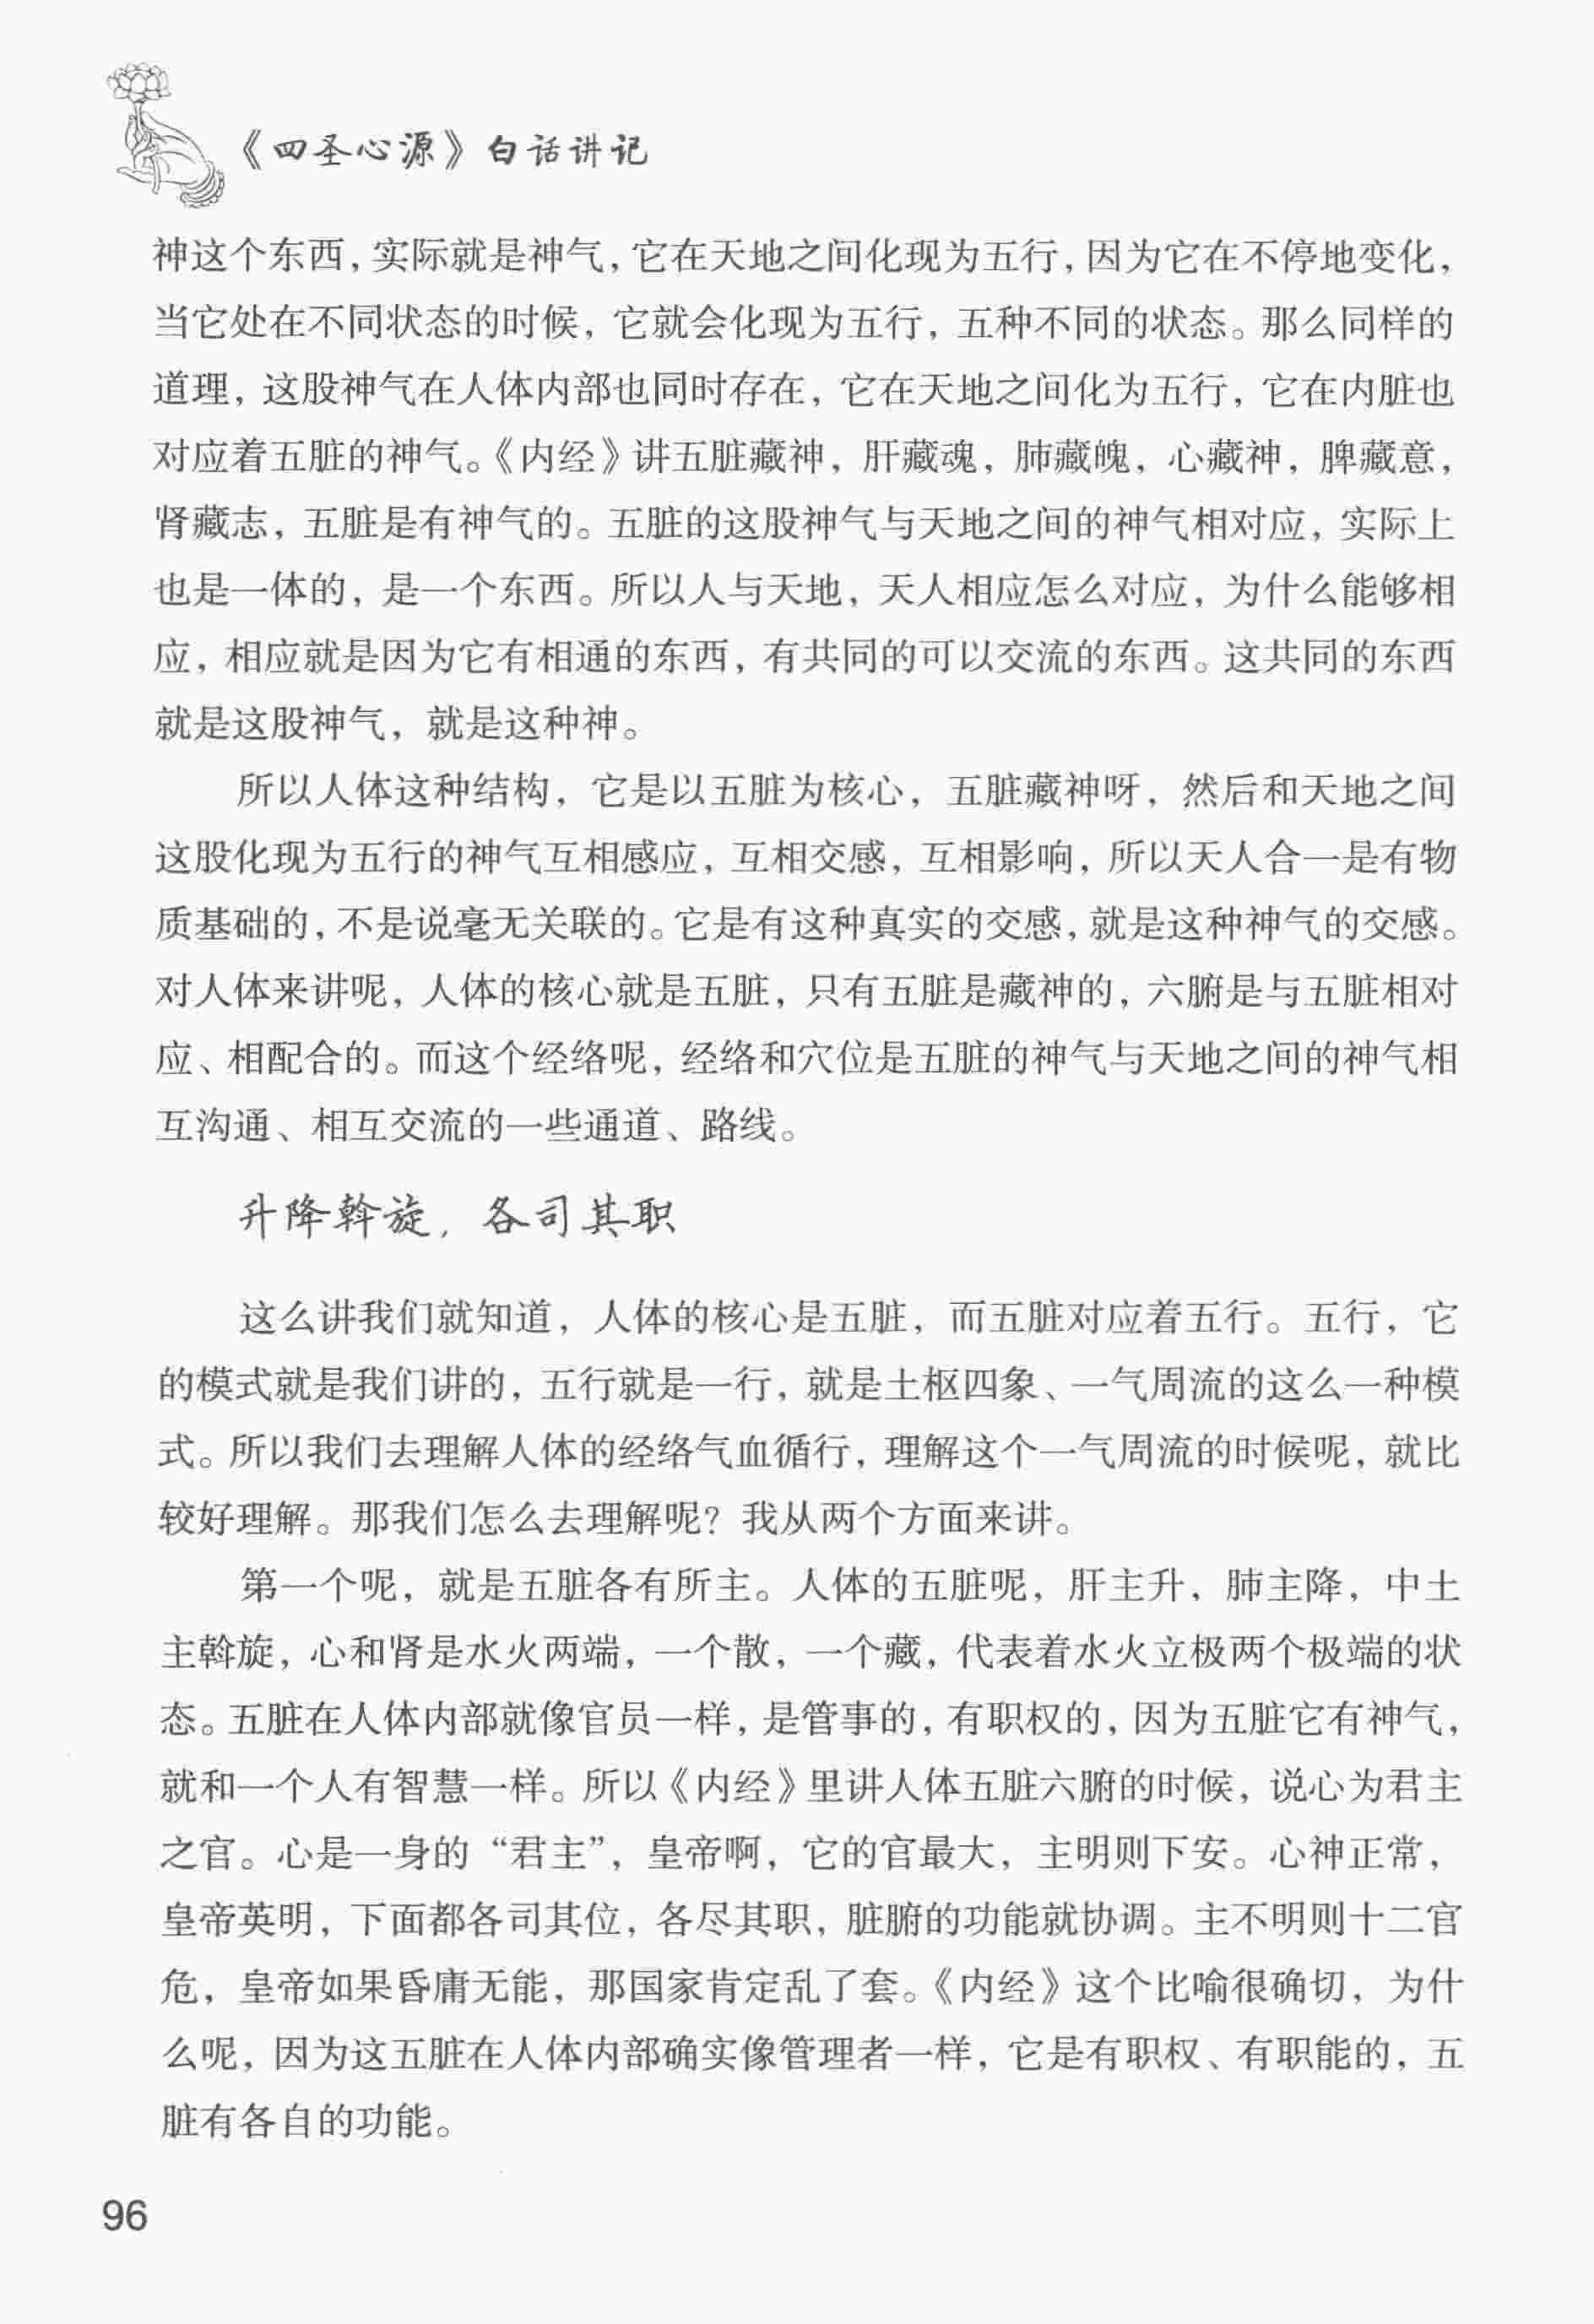 《四圣心源》白话讲记
神这个东西，实际就是神气，它在天地之间化现为五行，因为它在不停地变化，
当它处在不同状态的时候，它就会化现为五行，五种不同的状态。那么同样的
道理，这股神气在人体内部也同时存在，它在天地之间化为五行，它在内脏也
对应着五脏的神气。《内经》讲五脏藏神，肝藏魂，肺藏魄，心藏神，脾藏意，
肾藏志，五脏是有神气的。五脏的这股神气与天地之间的神气相对应，实际上
也是一体的，是一个东西。所以人与天地，天人相应怎么对应，为什么能够相
应，相应就是因为它有相通的东西，有共同的可以交流的东西。这共同的东西
就是这股神气，就是这种神。
所以人体这种结构，它是以五脏为核心，五脏藏神呀，然后和天地之间
这股化现为五行的神气互相感应，互相交感，互相影响，所以天人合一是有物
质基础的，不是说毫无关联的。它是有这种真实的交感，就是这种神气的交感。
对人体来讲呢，人体的核心就是五脏，只有五脏是藏神的，六腑是与五脏相对
应、相配合的。而这个经络呢，经络和穴位是五脏的神气与天地之间的神气相
互沟通、相互交流的一些通道、路线。
升降斡旋，各司其职
这么讲我们就知道，人体的核心是五脏，而五脏对应着五行。五行，它
的模式就是我们讲的，五行就是一行，就是土枢四象、一气周流的这么一种模
式。所以我们去理解人体的经络气血循行，理解这个一气周流的时候呢，就比
较好理解。那我们怎么去理解呢？我从两个方面来讲。
第一个呢，就是五脏各有所主。人体的五脏呢，肝主升，肺主降，中土
主斡旋，心和肾是水火两端，一个散，一个藏，代表着水火立极两个极端的状
态。五脏在人体内部就像官员一样，是管事的，有职权的，因为五脏它有神气，
就和一个人有智慧一样。所以《内经》里讲人体五脏六腑的时候，说心为君主
之官。心是一身的“君主”，皇帝啊，它的官最大，主明则下安。心神正常，
皇帝英明，下面都各司其位，各尽其职，脏腑的功能就协调。主不明则十二官
危，皇帝如果昏庸无能，那国家肯定乱了套。《内经》这个比喻很确切，为什
么呢，因为这五脏在人体内部确实像管理者一样，它是有职权、有职能的，五
脏有各自的功能。
96